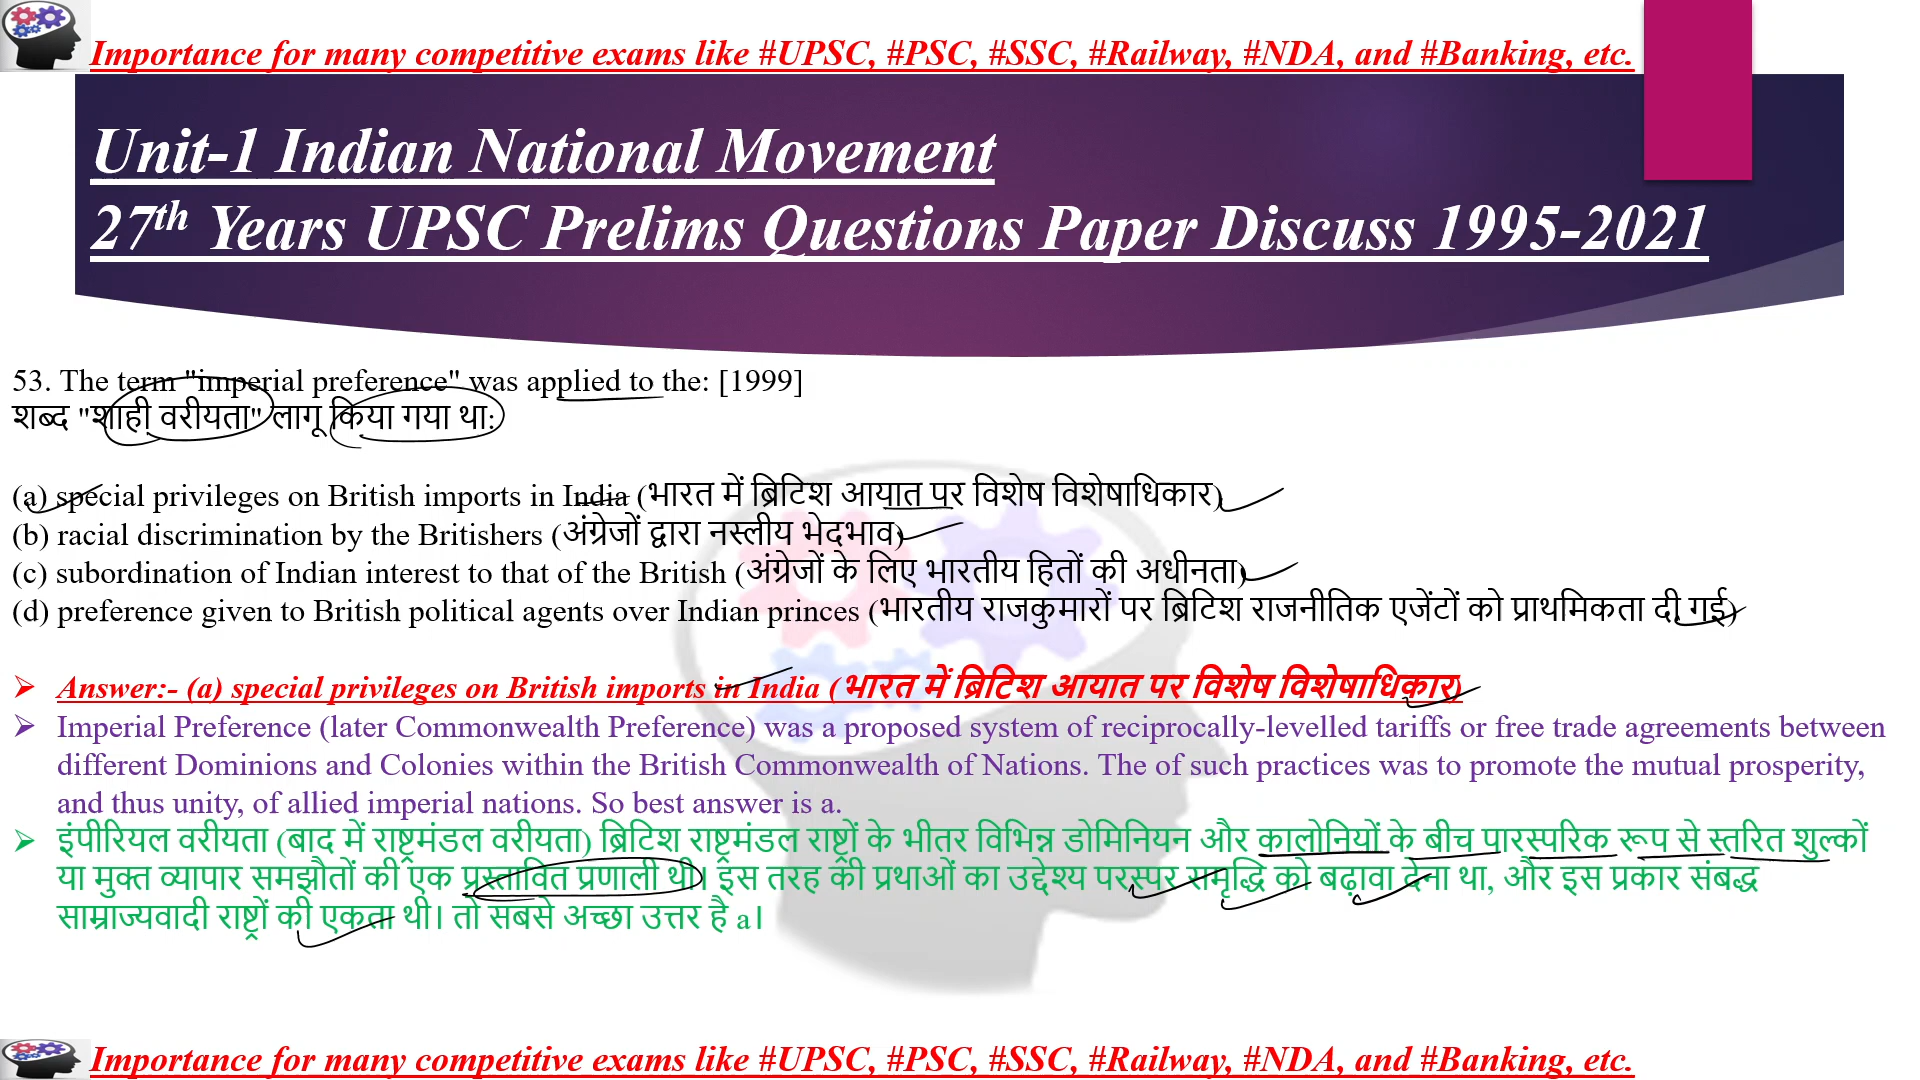 Importance for many competitive exams like #UPSC, #PSC, #SSC, #Railway, #NDA, and #Banking, etc.
Unit-1 Indian National Movement
27th Years UPSC Prelims Questions Paper Discuss 1995-2021
53. The term "imperial preference" was applied to the: [1999]
शब्द "शाही वरीयता" लागू किया गया था:
(a) special privileges on British imports in India (भारत में ब्रिटिश आयात पर विशेष विशेषाधिकार)
(b) racial discrimination by the Britishers (अंग्रेजों द्वारा नस्लीय भेदभाव)
(c) subordination of Indian interest to that of the British (अंग्रेजों के लिए भारतीय हितों की अधीनता)
(d) preference given to British political agents over Indian princes (भारतीय राजकुमारों पर ब्रिटिश राजनीतिक एजेंटों को प्राथमिकता दी गई)
Answer:- (a) special privileges on British imports in India (भारत में ब्रिटिश आयात पर विशेष विशेषाधिकार)
Imperial Preference (later Commonwealth Preference) was a proposed system of reciprocally-levelled tariffs or free trade agreements between
different Dominions and Colonies within the British Commonwealth of Nations. The of such practices was to promote the mutual prosperity,
and thus unity, of allied imperial nations. So best answer is a.
इंपीरियल वरीयता (बाद में राष्ट्रमंडल वरीयता) ब्रिटिश राष्ट्रमंडल राष्ट्रों के भीतर विभिन्न डोमिनियन और कालोनियों के बीच पारस्परिक रूप से स्तरित शुल्कों
या मुक्त व्यापार समझौतों की एक प्रस्तावित प्रणाली थी। इस तरह की प्रथाओं का उद्देश्य परस्पर समृद्धि को बढ़ावा देना था, और इस प्रकार संबद्ध
साम्राज्यवादी राष्ट्रों की एकता थी। तो सबसे अच्छा उत्तर है a।
Importance for many competitive exams like #UPSC, #PSC, #SSC, #Railway, #NDA, and #Banking, etc.